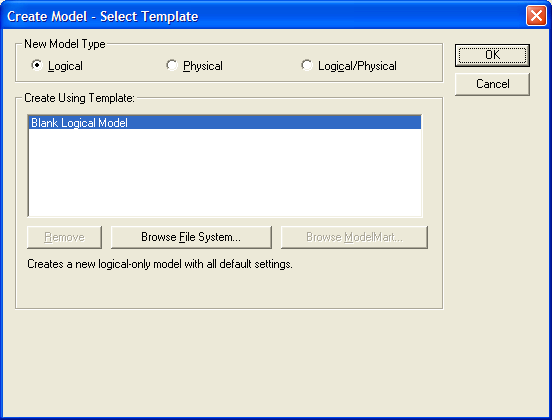 Create Model - Select Template
New Model Type
Logical
Physical
Logical/Physical
OK
Cancel
Create Using Template:
Blank Logical Model
Remove
Browse File System...
Browse ModelMart...
Creates a new logical-only model with all default settings.